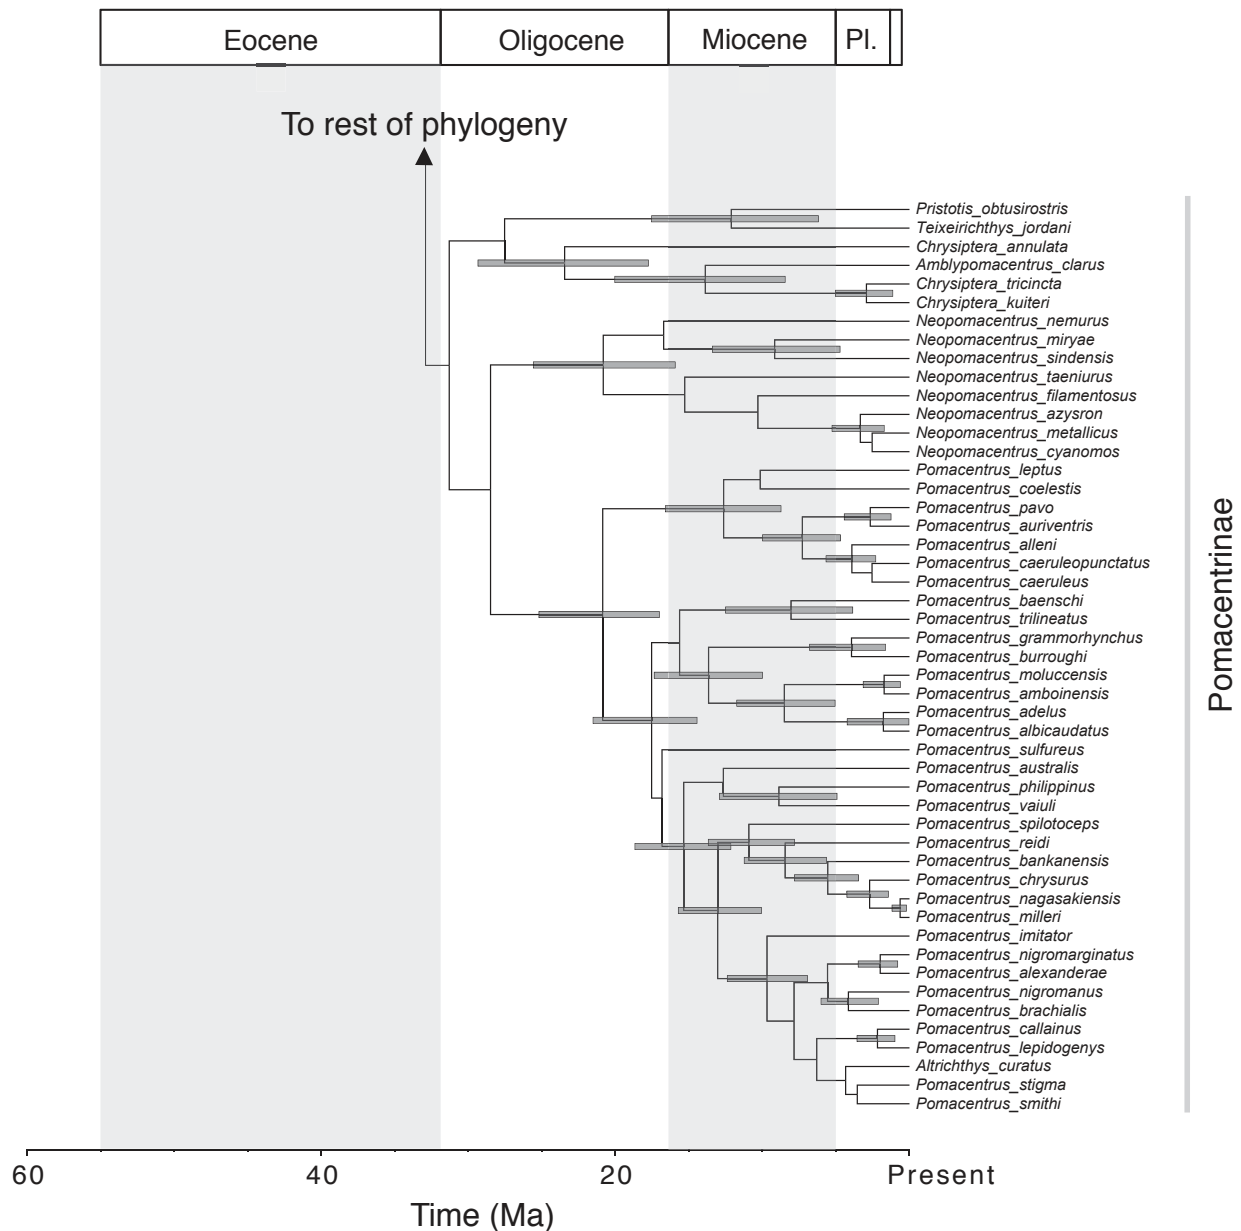 Eocene Oligocene Miocene Pl.
To rest of phylogeny
Pristotis_obtusirostris
Teixeirichthys_jordani
Chrysiptera_annulata
Amblypomacentrus_clarus
Chrysiptera_tricincta
Chrysiptera_kuiteri
Neopomacentrus_nemurus
Neopomacentrus_miryae
Neopomacentrus_sindensis
Neopomacentrus_taeniurus
Neopomacentrus_filamentosus
Neopomacentrus_azysron
Neopomacentrus_metallicus
Neopomacentrus_cyanomos
Pomacentrus_leptus
Pomacentrus_coelestis
Pomacentrus_pavo
Pomacentrus_auriventris
Pomacentrus_alleni
Pomacentrus_caeruleopunctatus
Pomacentrus_caeruleus
Pomacentrus_baenschi
Pomacentrus_trilineatus
Pomacentrus_grammorhynchus
Pomacentrus_burroughi
Pomacentrus_moluccensis
Pomacentrus_amboinensis
Pomacentrus_adelus
Pomacentrus_albicaudatus
Pomacentrus_sulfureus
Pomacentrus_australis
Pomacentrus_philippinus
Pomacentrus_vaiuli
Pomacentrus_spilotoceps
Pomacentrus_reidi
Pomacentrus_bankanensis
Pomacentrus_chrysurus
Pomacentrus_nagasakiensis
Pomacentrus_milleri
Pomacentrus_imitator
Pomacentrus_nigromarginatus
Pomacentrus_alexanderae
Pomacentrus_nigromanus
Pomacentrus_brachialis
Pomacentrus_callainus
Pomacentrus_lepidogenys
Altrichthys_curatus
Pomacentrus_stigma
Pomacentrus_smithi
Pomacentrinae
60 40 20 Present
Time (Ma)